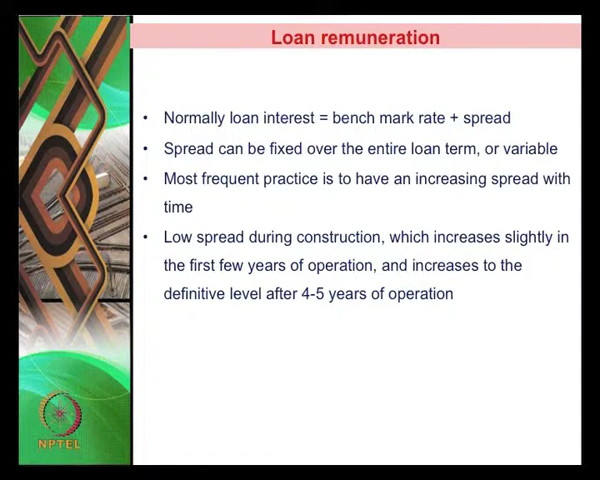 Loan remuneration
• Normally loan interest = bench mark rate + spread
• Spread can be fixed over the entire loan term, or variable
• Most frequent practice is to have an increasing spread with
time
• Low spread during construction, which increases slightly in
the first few years of operation, and increases to the
definitive level after 4-5 years of operation
NPTEL